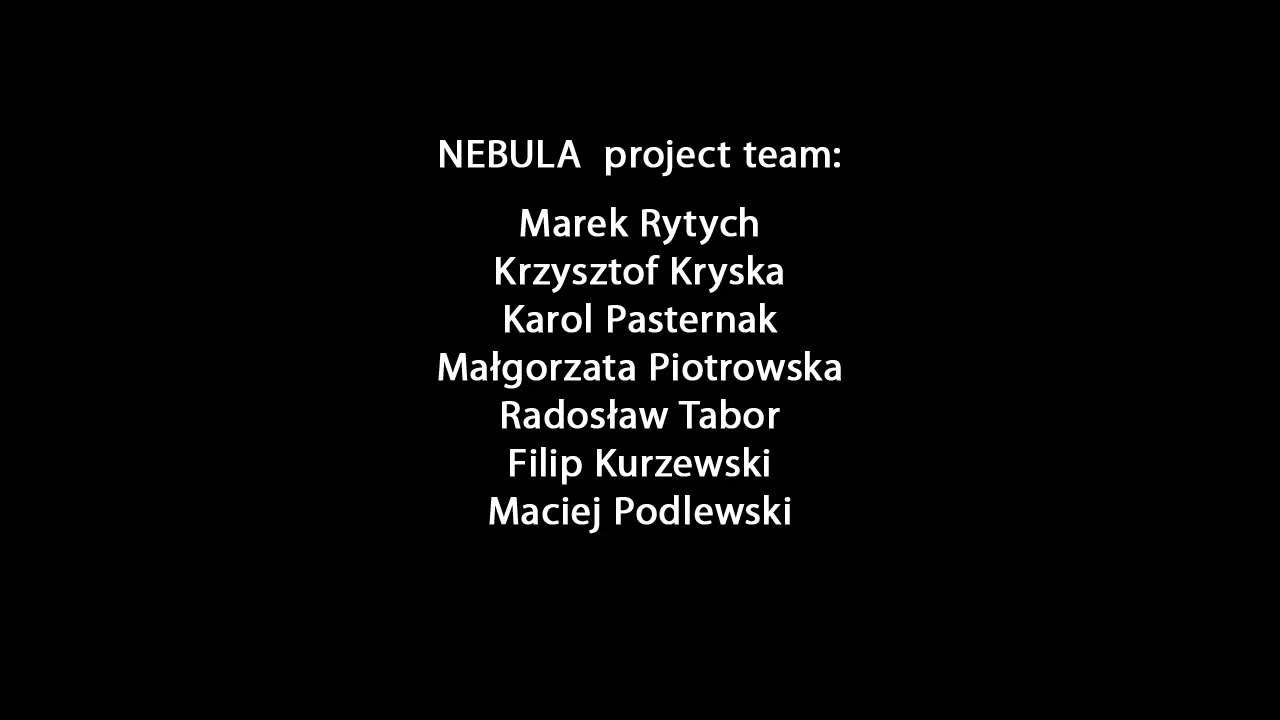 NEBULA  project team:
Marek Rytych
Krzysztof Kryska
Karol Pasternak
Małgorzata Piotrowska
Radosław Tabor
Filip Kurzewski
Maciej Podlewski